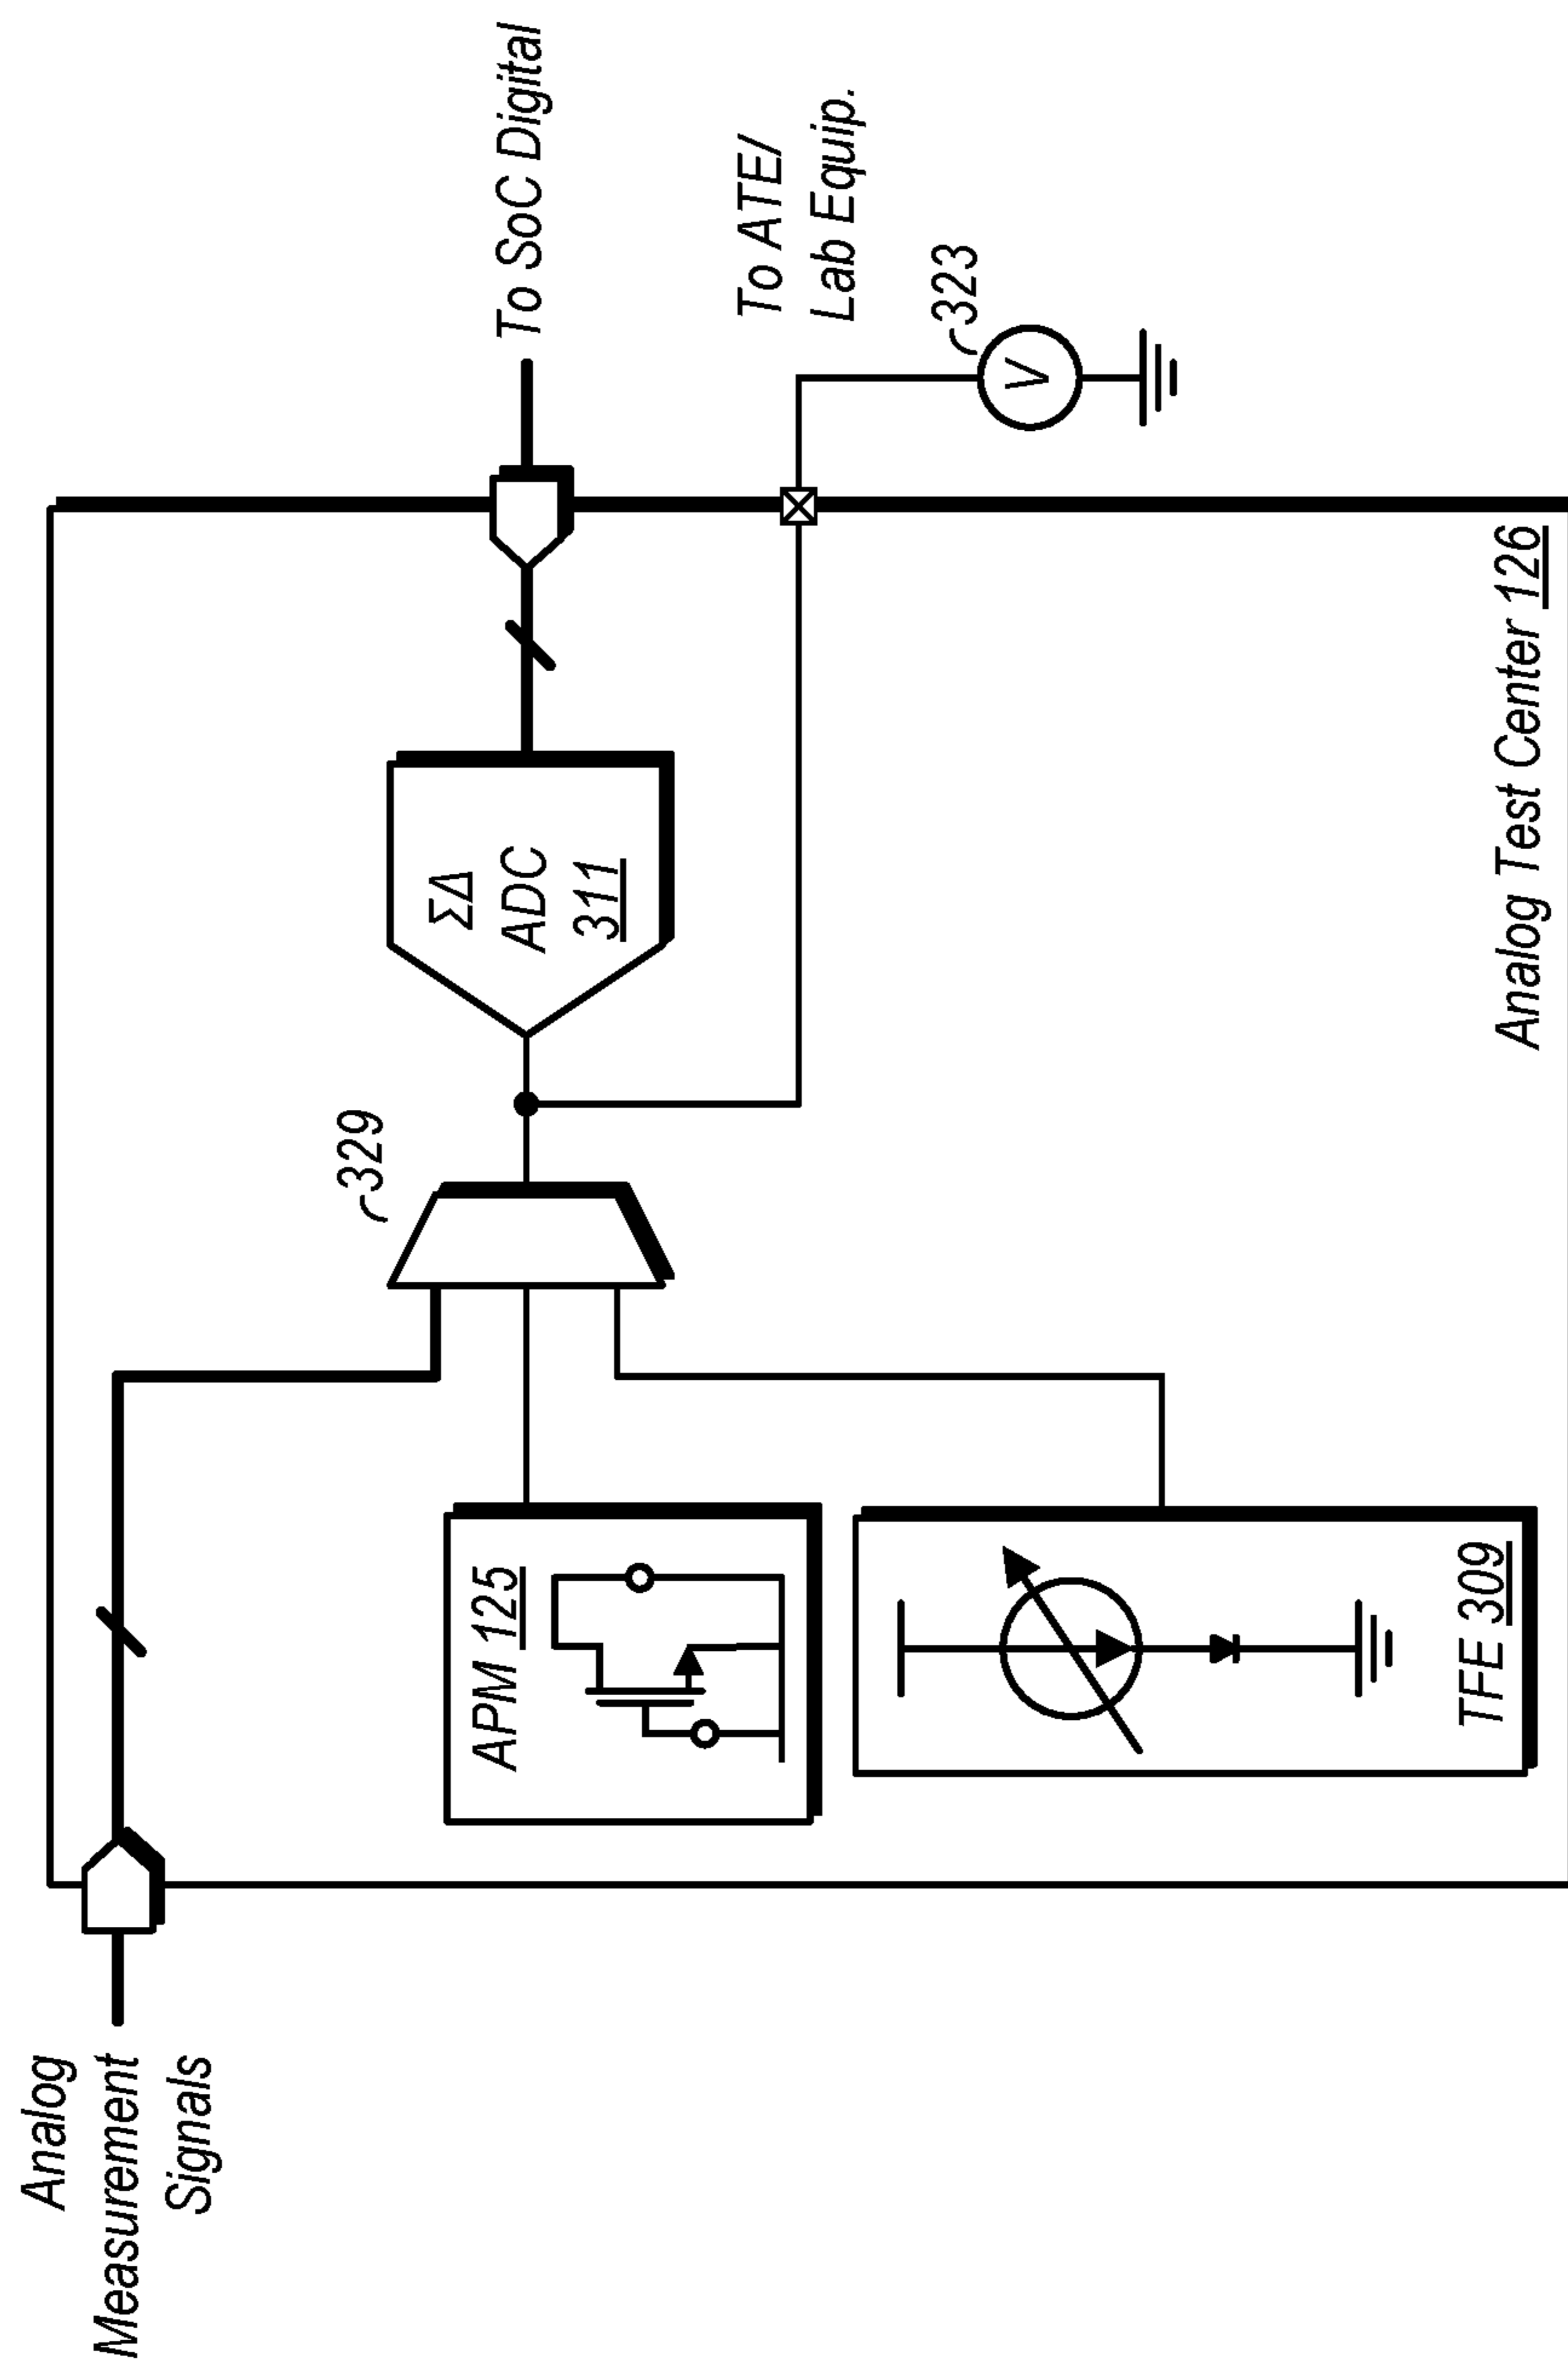 Analog
Measurement
Signals
APM 125
TFE 309
329
ΣΔ
ADC
311
To SoC Digital
To ATE/
Lab Equip.
323
V
Analog Test Center 126